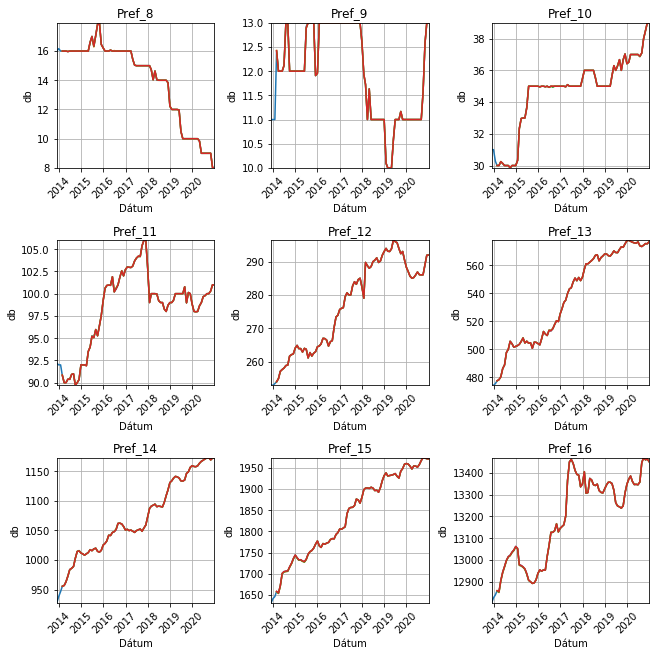 Pref_8
db
16
14
12
10
8
2014 2015 2016 2017 2018 2019 2020
Dátum
Pref_9
db
13.0
12.5
12.0
11.5
11.0
10.5
10.0
2014 2015 2016 2017 2018 2019 2020
Dátum
Pref_10
db
38
36
34
32
30
2014 2015 2016 2017 2018 2019 2020
Dátum
Pref_11
db
105.0
102.5
100.0
97.5
95.0
92.5
90.0
2014 2015 2016 2017 2018 2019 2020
Dátum
Pref_12
db
290
280
270
260
2014 2015 2016 2017 2018 2019 2020
Dátum
Pref_13
db
560
540
520
500
480
2014 2015 2016 2017 2018 2019 2020
Dátum
Pref_14
db
1150
1100
1050
1000
950
2014 2015 2016 2017 2018 2019 2020
Dátum
Pref_15
db
1950
1900
1850
1800
1750
1700
1650
2014 2015 2016 2017 2018 2019 2020
Dátum
Pref_16
db
13400
13300
13200
13100
13000
12900
2014 2015 2016 2017 2018 2019 2020
Dátum